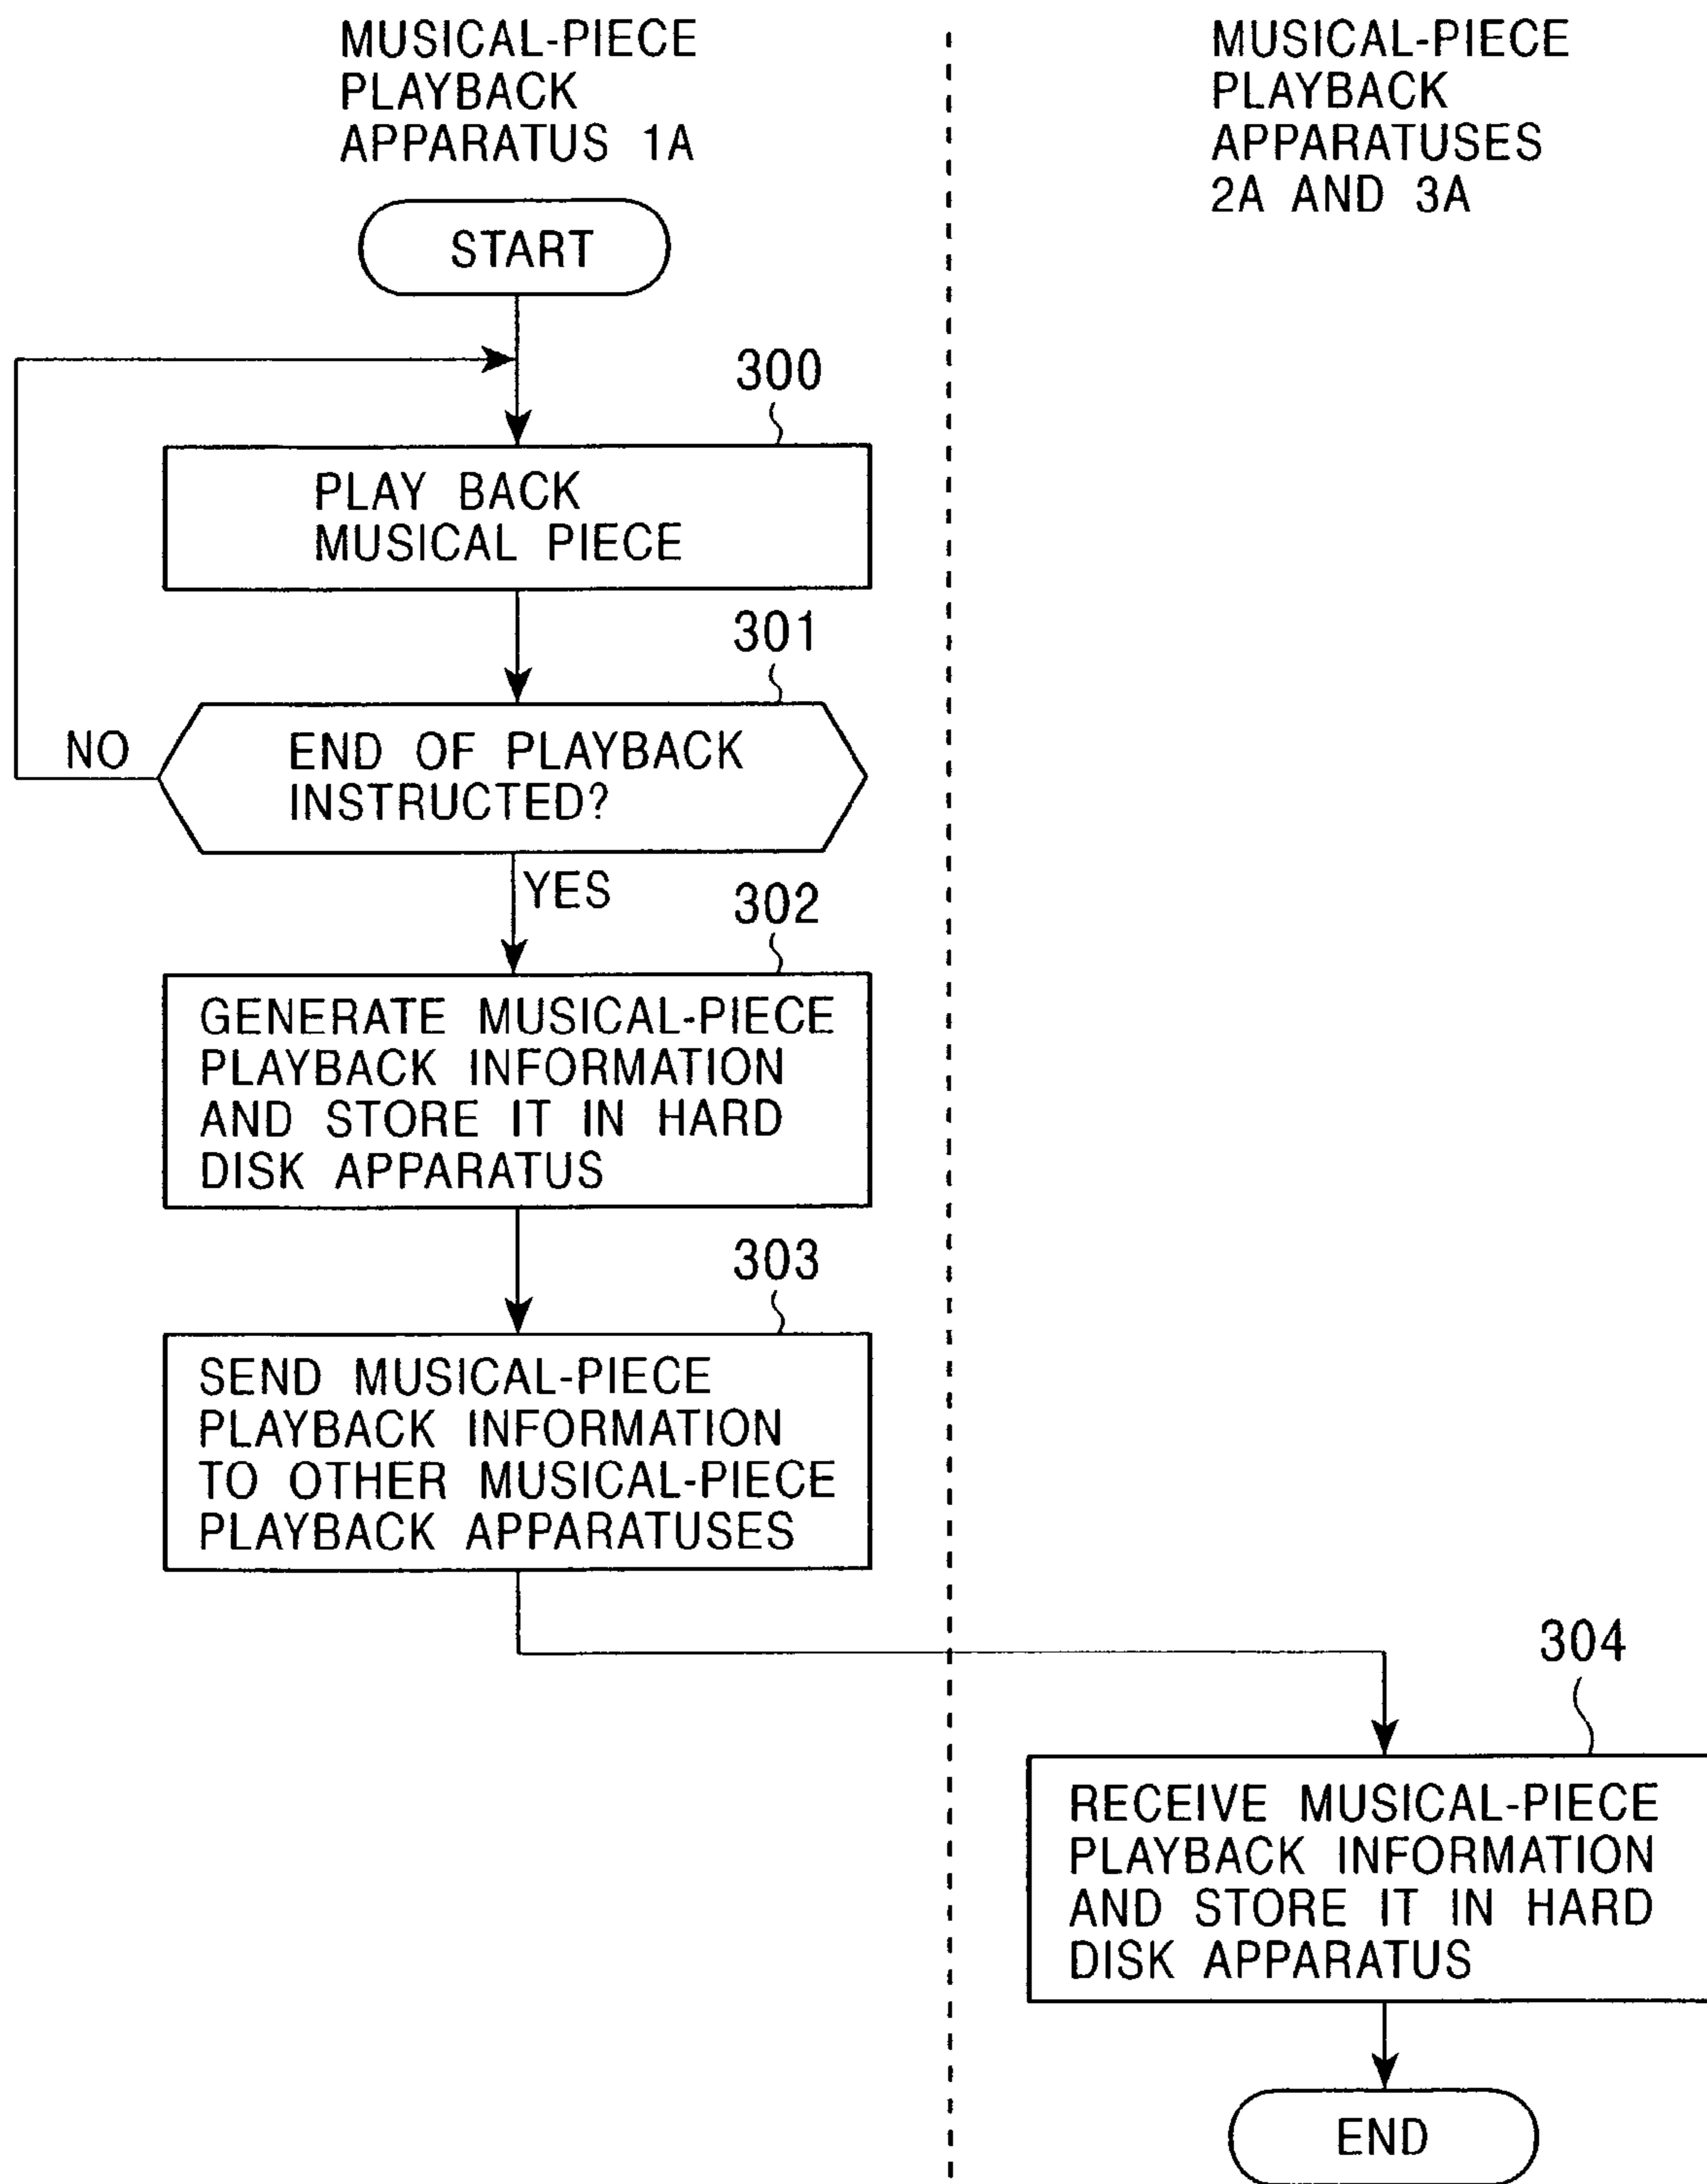 MUSICAL-PIECE
PLAYBACK
APPARATUS 1A
MUSICAL-PIECE
PLAYBACK
APPARATUSES
2A AND 3A
START
300
PLAY BACK
MUSICAL PIECE
301
NO
END OF PLAYBACK
INSTRUCTED?
YES
302
GENERATE MUSICAL-PIECE
PLAYBACK INFORMATION
AND STORE IT IN HARD
DISK APPARATUS
303
SEND MUSICAL-PIECE
PLAYBACK INFORMATION
TO OTHER MUSICAL-PIECE
PLAYBACK APPARATUSES
304
RECEIVE MUSICAL-PIECE
PLAYBACK INFORMATION
AND STORE IT IN HARD
DISK APPARATUS
END